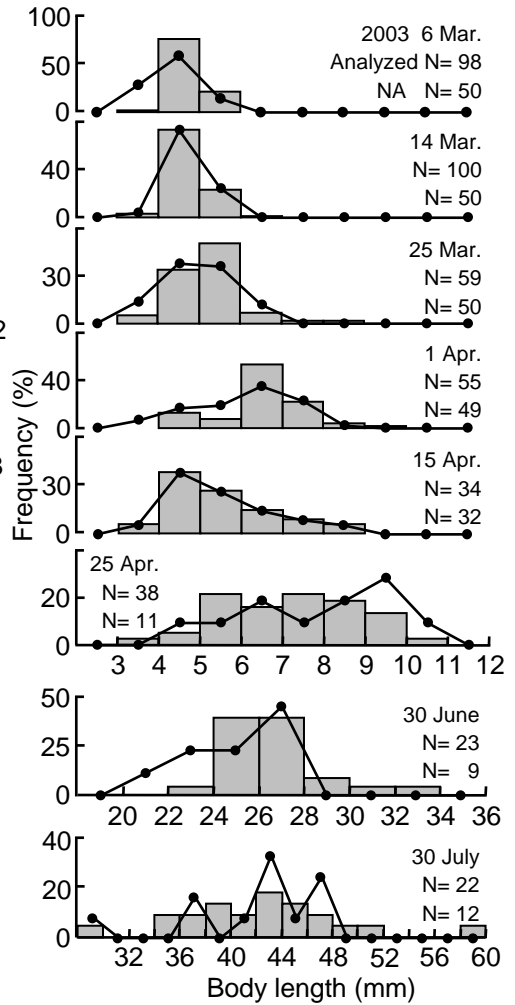 100
50
0
2003 6 Mar.
Analyzed N= 98
NA N= 50
40
0
14 Mar.
N= 100
N= 50
30
0
25 Mar.
N= 59
N= 50
2
40
0
1 Apr.
N= 55
N= 49
3
Frequency (%)
30
0
15 Apr.
N= 34
N= 32
20
0
25 Apr.
N= 38
N= 11
3 4 5 6 7 8 9 10 11 12
50
25
0
30 June
N= 23
N= 9
20 22 24 26 28 30 32 34 36
40
20
0
30 July
N= 22
N= 12
32 36 40 44 48 52 56 60
Body length (mm)